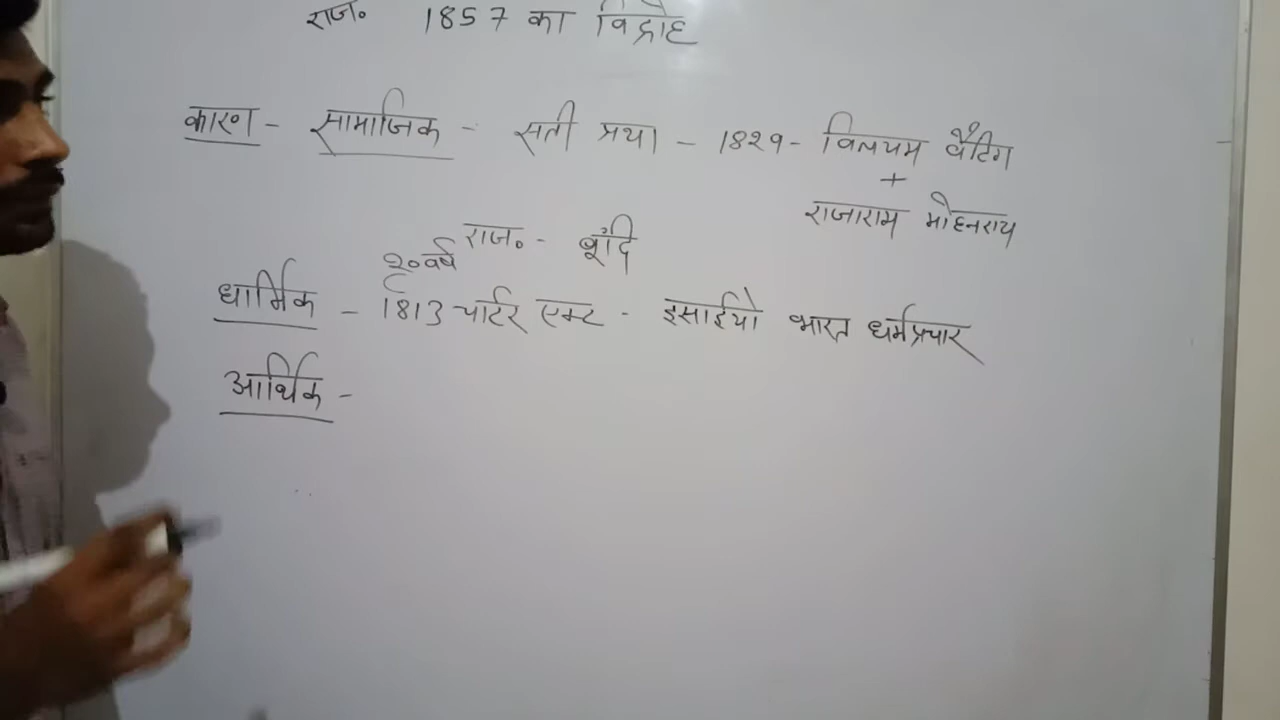 राज॰ 1857 का विद्रोह
कारण - सामाजिक - सती प्रथा - 1829 - विलयम बैंटिग
+
राजाराम मोहनराय
राज॰ - बूंदि
20 वर्ष
धार्मिक - 1813 चार्टर एक्ट - इसाईयो भारत धर्मप्रचार
आर्थिक -